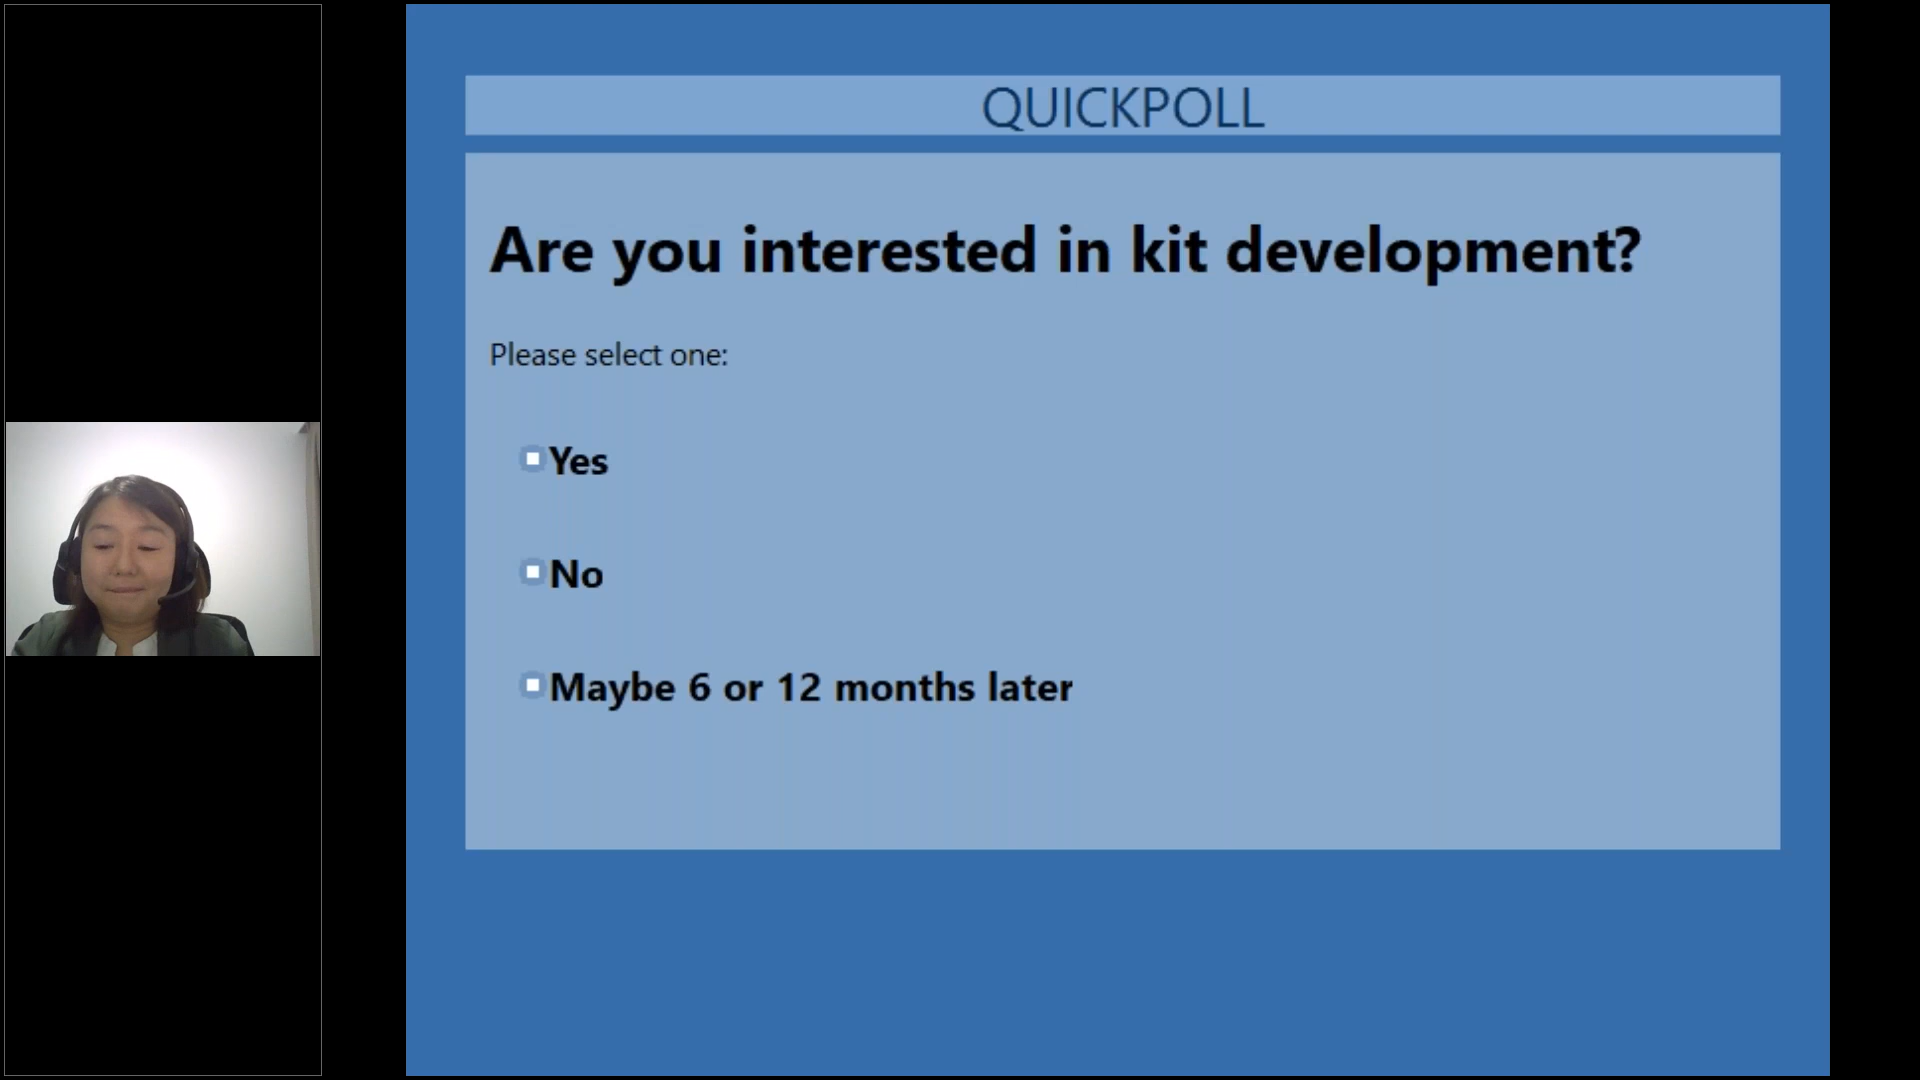 QUICKPOLL
Are you interested in kit development?
Please select one:
Yes
No
Maybe 6 or 12 months later